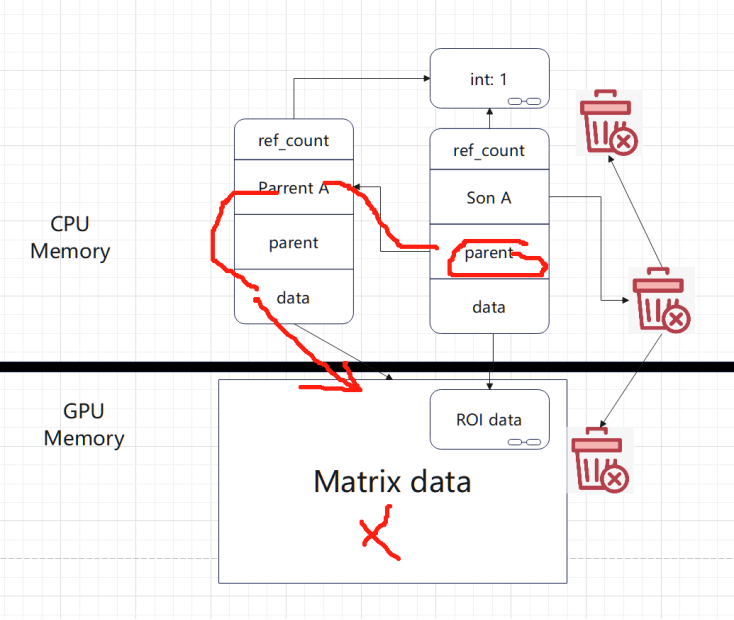 int: 1
ref_count
ref_count
Parrent A
Son A
CPU
Memory
parent
parent
data
data
GPU
Memory
ROI data
Matrix data